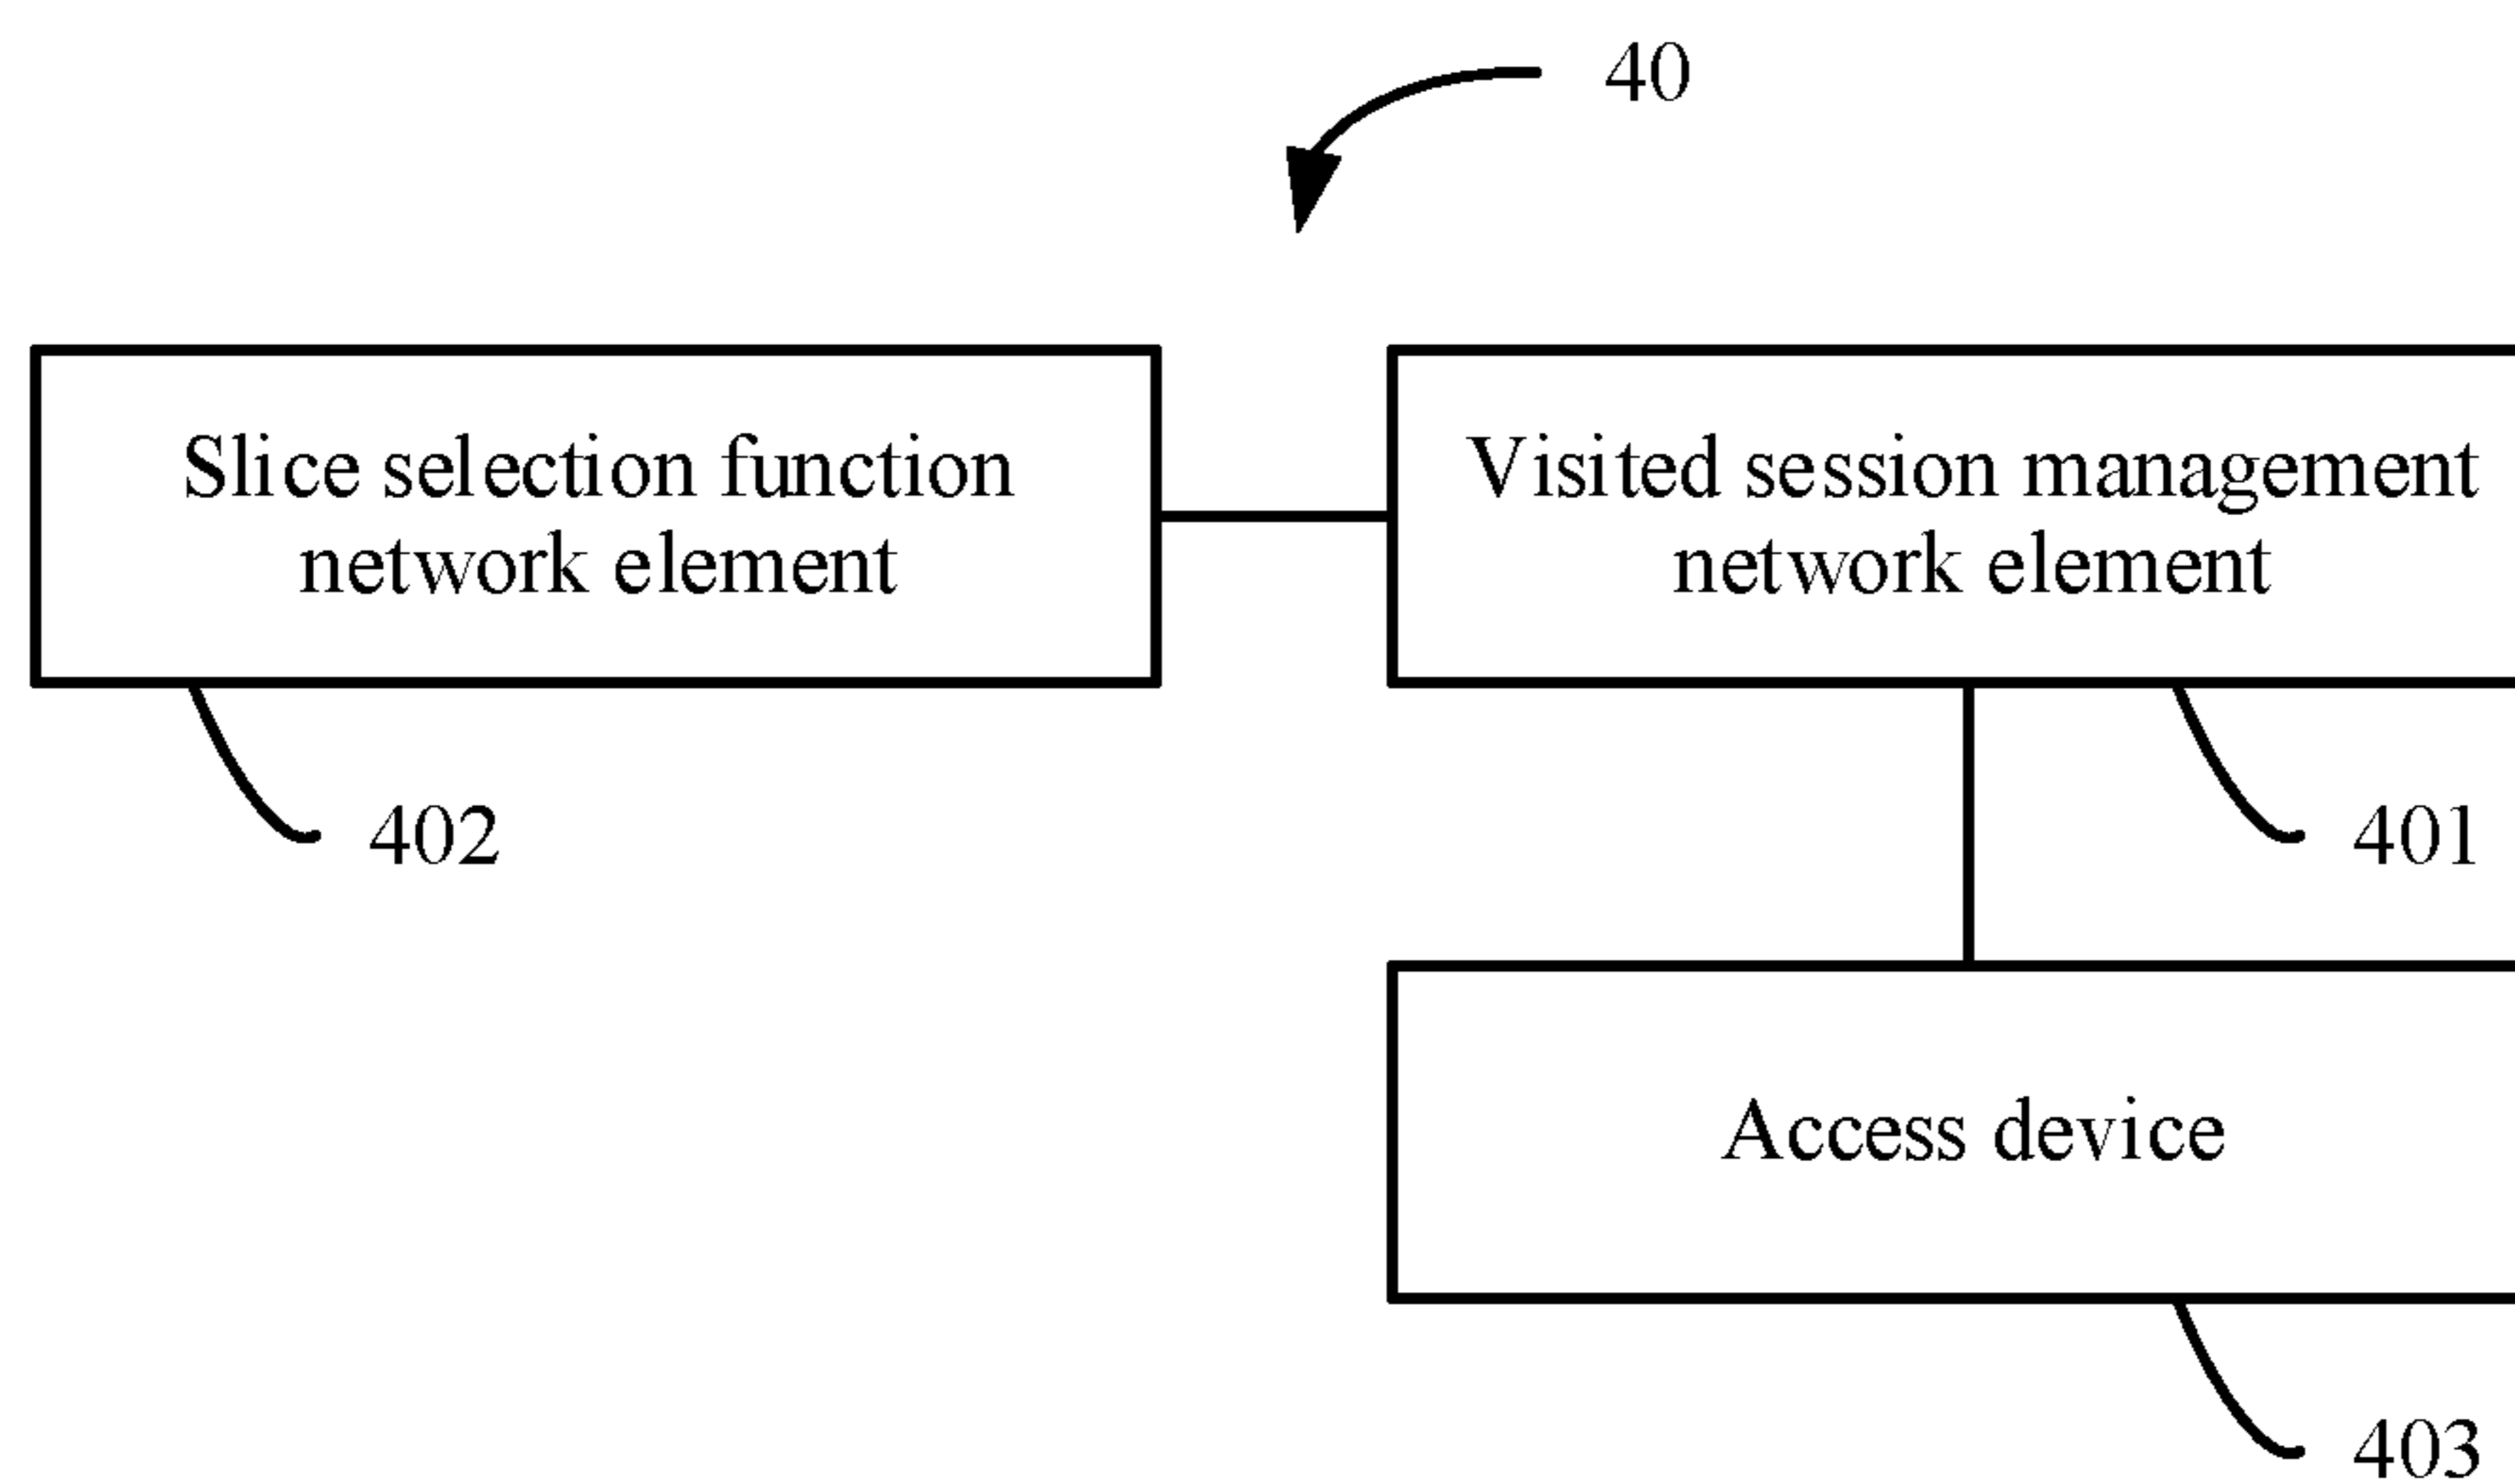 40
Slice selection function
network element
Visited session management
network element
402
401
Access device
403